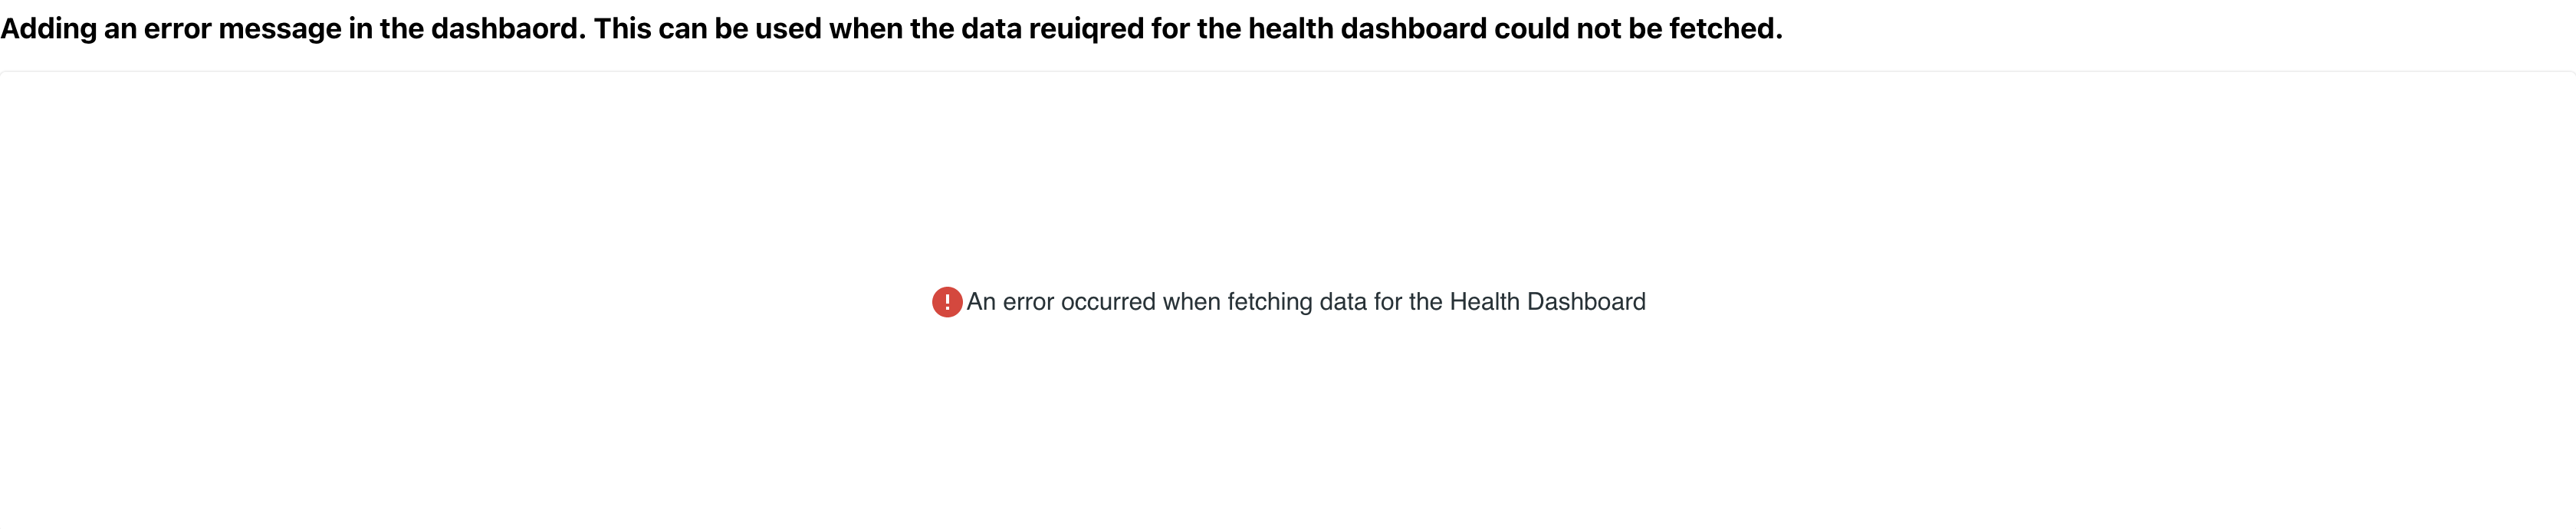 Adding an error message in the dashbaord. This can be used when the data reuiqred for the health dashboard could not be fetched.
An error occurred when fetching data for the Health Dashboard